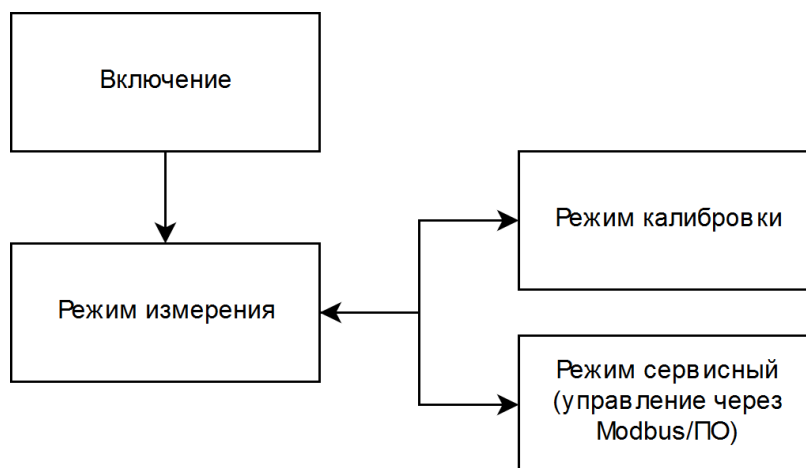 Включение
Режим калибровки
Режим измерения
Режим сервисный
(управление через
Modbus/ПО)